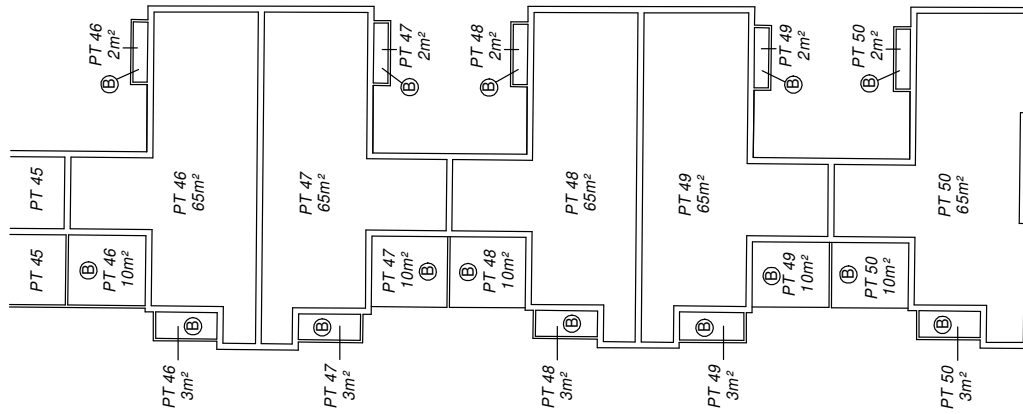 PT 46
2m²
B
PT 47
2m²
B
PT 48
2m²
B
PT 49
2m²
B
PT 50
2m²
B
PT 45
PT 46
65m²
PT 47
65m²
PT 48
65m²
PT 49
65m²
PT 50
65m²
PT 45
B
PT 46
10m²
PT 47
10m²
B
B
PT 48
10m²
B
PT 49
10m²
B
PT 50
10m²
B
B
B
B
B
PT 46
3m²
PT 47
3m²
PT 48
3m²
PT 49
3m²
PT 50
3m²